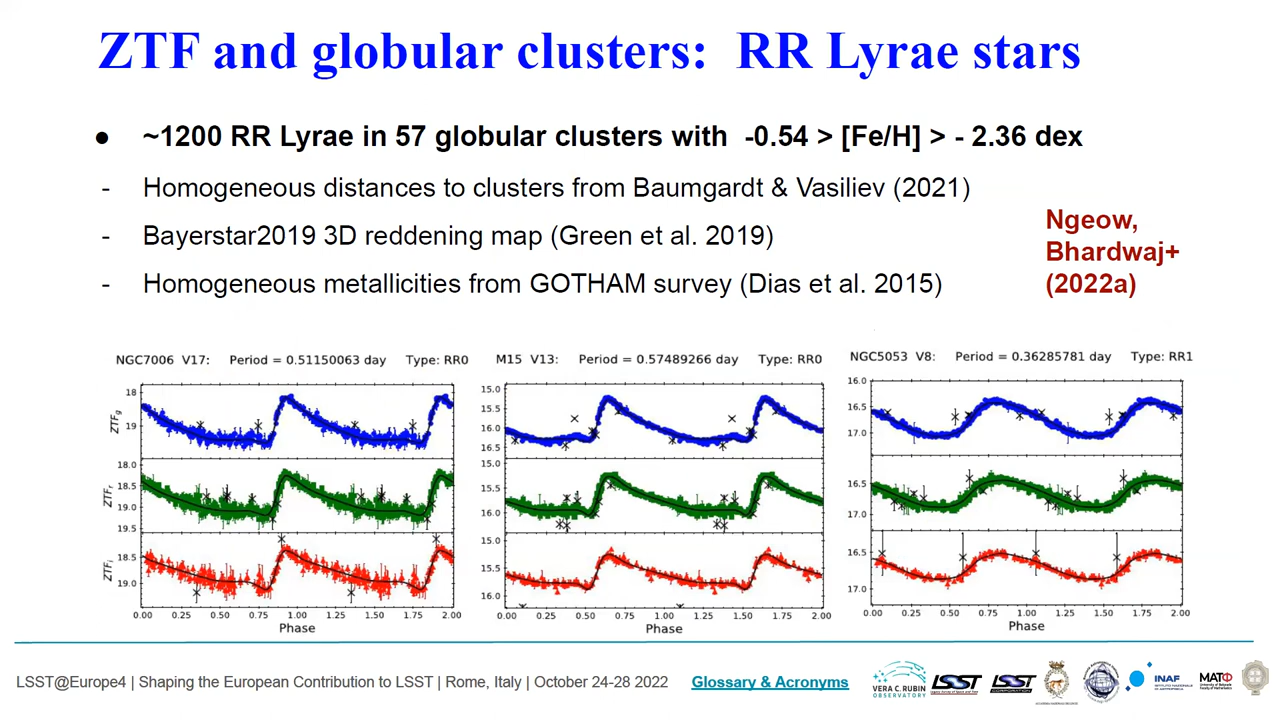 ZTF and globular clusters: RR Lyrae stars
● ~1200 RR Lyrae in 57 globular clusters with -0.54 > [Fe/H] > - 2.36 dex
- Homogeneous distances to clusters from Baumgardt & Vasiliev (2021)
- Bayerstar2019 3D reddening map (Green et al. 2019)
- Homogeneous metallicities from GOTHAM survey (Dias et al. 2015)
Ngeow,
Bhardwaj+
(2022a)
NGC7006 V17: Period = 0.51150063 day Type: RR0
ZTFg
18
19
ZTFr
18.0
18.5
19.0
19.5
ZTFi
18.5
19.0
0.00 0.25 0.50 0.75 1.00 1.25 1.50 1.75 2.00
Phase
M15 V13: Period = 0.57489266 day Type: RR0
15.0
15.5
16.0
16.5
15.0
15.5
16.0
15.0
15.5
16.0
0.00 0.25 0.50 0.75 1.00 1.25 1.50 1.75 2.00
Phase
NGC5053 V8: Period = 0.36285781 day Type: RR1
16.0
16.5
17.0
16.5
17.0
16.5
17.0
0.00 0.25 0.50 0.75 1.00 1.25 1.50 1.75 2.00
Phase
LSST@Europe4 | Shaping the European Contribution to LSST | Rome, Italy | October 24-28 2022
Glossary & Acronyms
VERA C. RUBIN
OBSERVATORY
LSST
LSST
CORPORATION
INAF
MATF